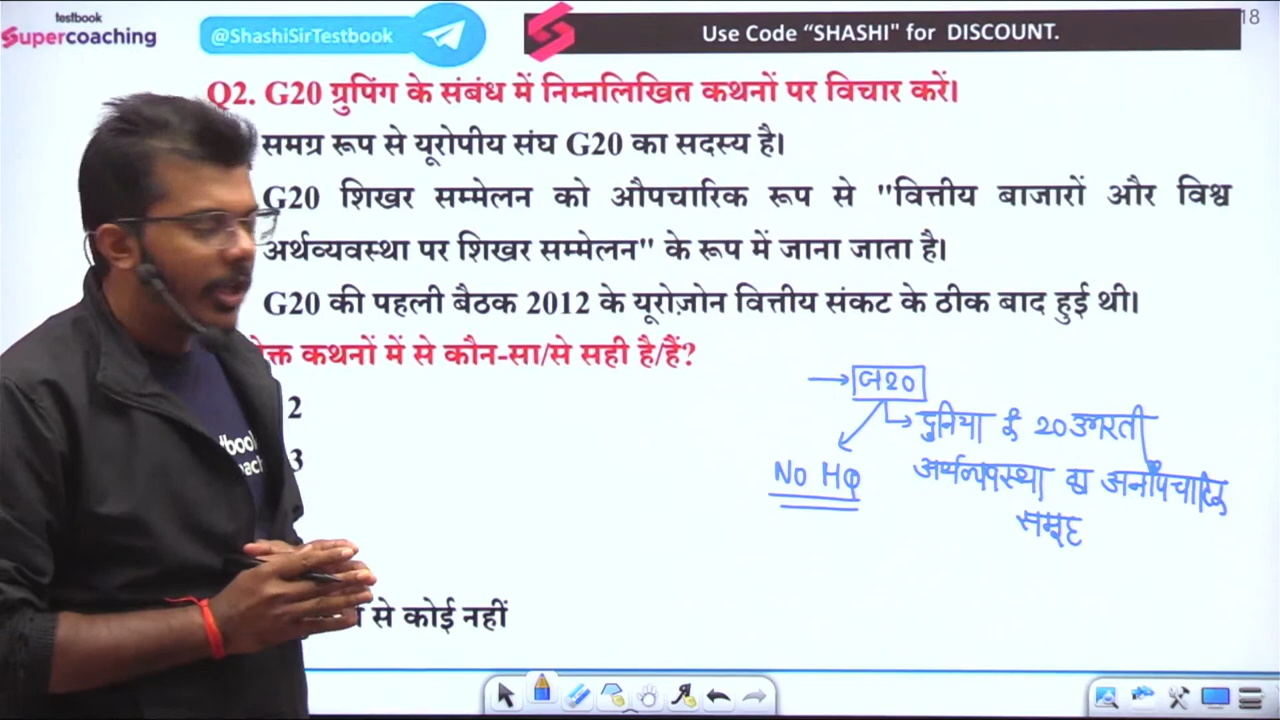 testbook
Supercoaching
@ShashiSirTestbook
Use Code “SHASHI" for DISCOUNT.
18
Q2. G20 ग्रुपिंग के संबंध में निम्नलिखित कथनों पर विचार करें।
समग्र रूप से यूरोपीय संघ G20 का सदस्य है।
G20 शिखर सम्मेलन को औपचारिक रूप से "वित्तीय बाजारों और विश्व
अर्थव्यवस्था पर शिखर सम्मेलन" के रूप में जाना जाता है।
G20 की पहली बैठक 2012 के यूरोज़ोन वित्तीय संकट के ठीक बाद हुई थी।
कथनों में से कौन-सा/से सही है/हैं?
2
3
से कोई नहीं
G20
दुनिया के 20 उभरती
No HQ
अर्थव्यवस्था का अनौपचारिक
समूह